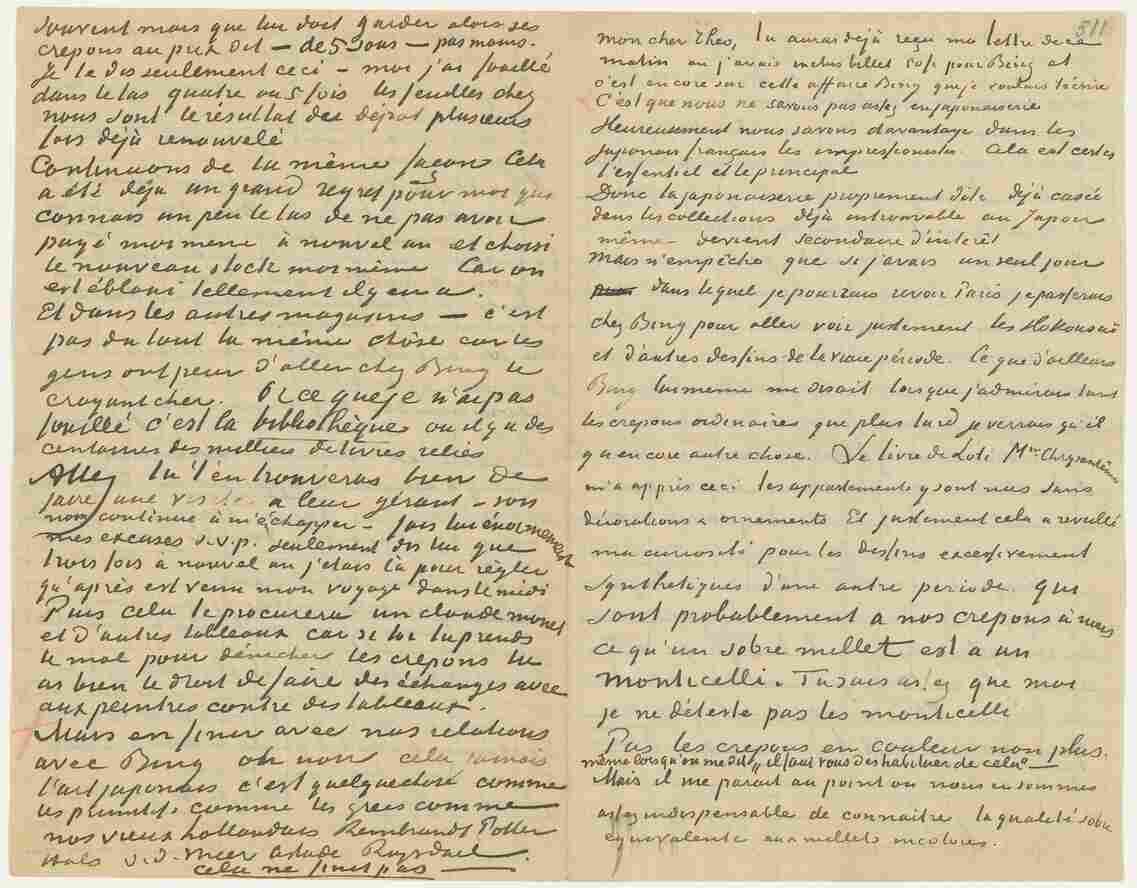 souvent mais que lui doit garder alors ses
crepons au prix dit — de 5 sous — pas moins.
Je te dis seulement ceci – moi j'ai fouillé
dans le tas quatre ou 5 fois les feuilles chez
nous sont le résultat du depot plusieurs
fois déjà renouvelé
Continuons de la même façon Cela
a été déjà un grand regret pour moi qui
connais un peu le tas de ne pas avoir
payé moi meme à nouvel an et choisi
le nouveau stock moi même Car on
est ébloui tellement il y en a.
Et dans les autres magasins — c'est
pas du tout la même chôse car les
gens ont peur d'aller chez Bing le
croyant cher. Or ce que je n'ai pas
fouillé c'est la bibliothèque ou il y a des
centaines des milliers de livres reliés
Allez tu t'en trouveras bien de
faire une visite a leur gérant – son
nom continue à m'échapper – fais lui énormement
mes excuses s.v.p. seulement dis lui que
trois fois à nouvel an j'etais là pour règler
qu'après est venu mon voyage dans le midi
Puis cela te procurera un claude monet
et d'autres tableaux car si toi tu prends
le mal pour dénicher les crepons tu
as bien le droit de faire des échanges avec
aux peintres contre des tableaux.
Mais en finir avec nos relations
avec Bing oh non cela jamais
l'art japonais c'est quelquechôse comme
les primitifs comme les grecs comme
nos vieux hollandais Rembrandt Potter
Hals v.d. Meer Ostade Ruysdael.
cela ne finit pas —
511
mon cher Theo, tu auras déjà reçu ma lettre de ce
matin ou j'avais inclus billet 50 fr pour Bing et
c'est encore sur cette affaire Bing que je voulais t'écrire
C'est que nous ne savons pas assez en japonaiserie
Heureusement nous savons davantage dans les
japonais français les impressionistes. Cela est certes
l'essentiel et le principal
Donc la japonaiserie proprement dite déjà casée
dans les collections déjà introuvable au Japon
même – devient secondaire d'intérêt
Mais n'empêche que si j'avais un seul jour
dans lequel je pourrais revoir Paris je passerais
chez Bing pour aller voir justement les Hokousai
et d'autres dessins de la vraie période. Ce que d'ailleurs
Bing lui meme me disait lorsque j'admirais tant
les crepons ordinaires que plus tard je verrais qu'il
y a encore autre chose. Le livre de Loti Mme Chrysantême
m'a appris ceci les appartements y sont nus sans
décorations & ornements Et justement cela a reveillé
ma curiosité pour les dessins excessivement
synthetiques d'une autre periode. qui
sont probablement a nos crepons à nous
ce qu'un sobre millet est a un
monticelli. Tu sais assez que moi
je ne déteste pas les monticelli
Pas les crepons en couleur non plus.
même lorsqu'on me dit „il faut vous deshabituer de cela" —
Mais il me parait au point ou nous en sommes
assez indispensable de connaitre la qualité sobre
equivalente aux millets incolores.